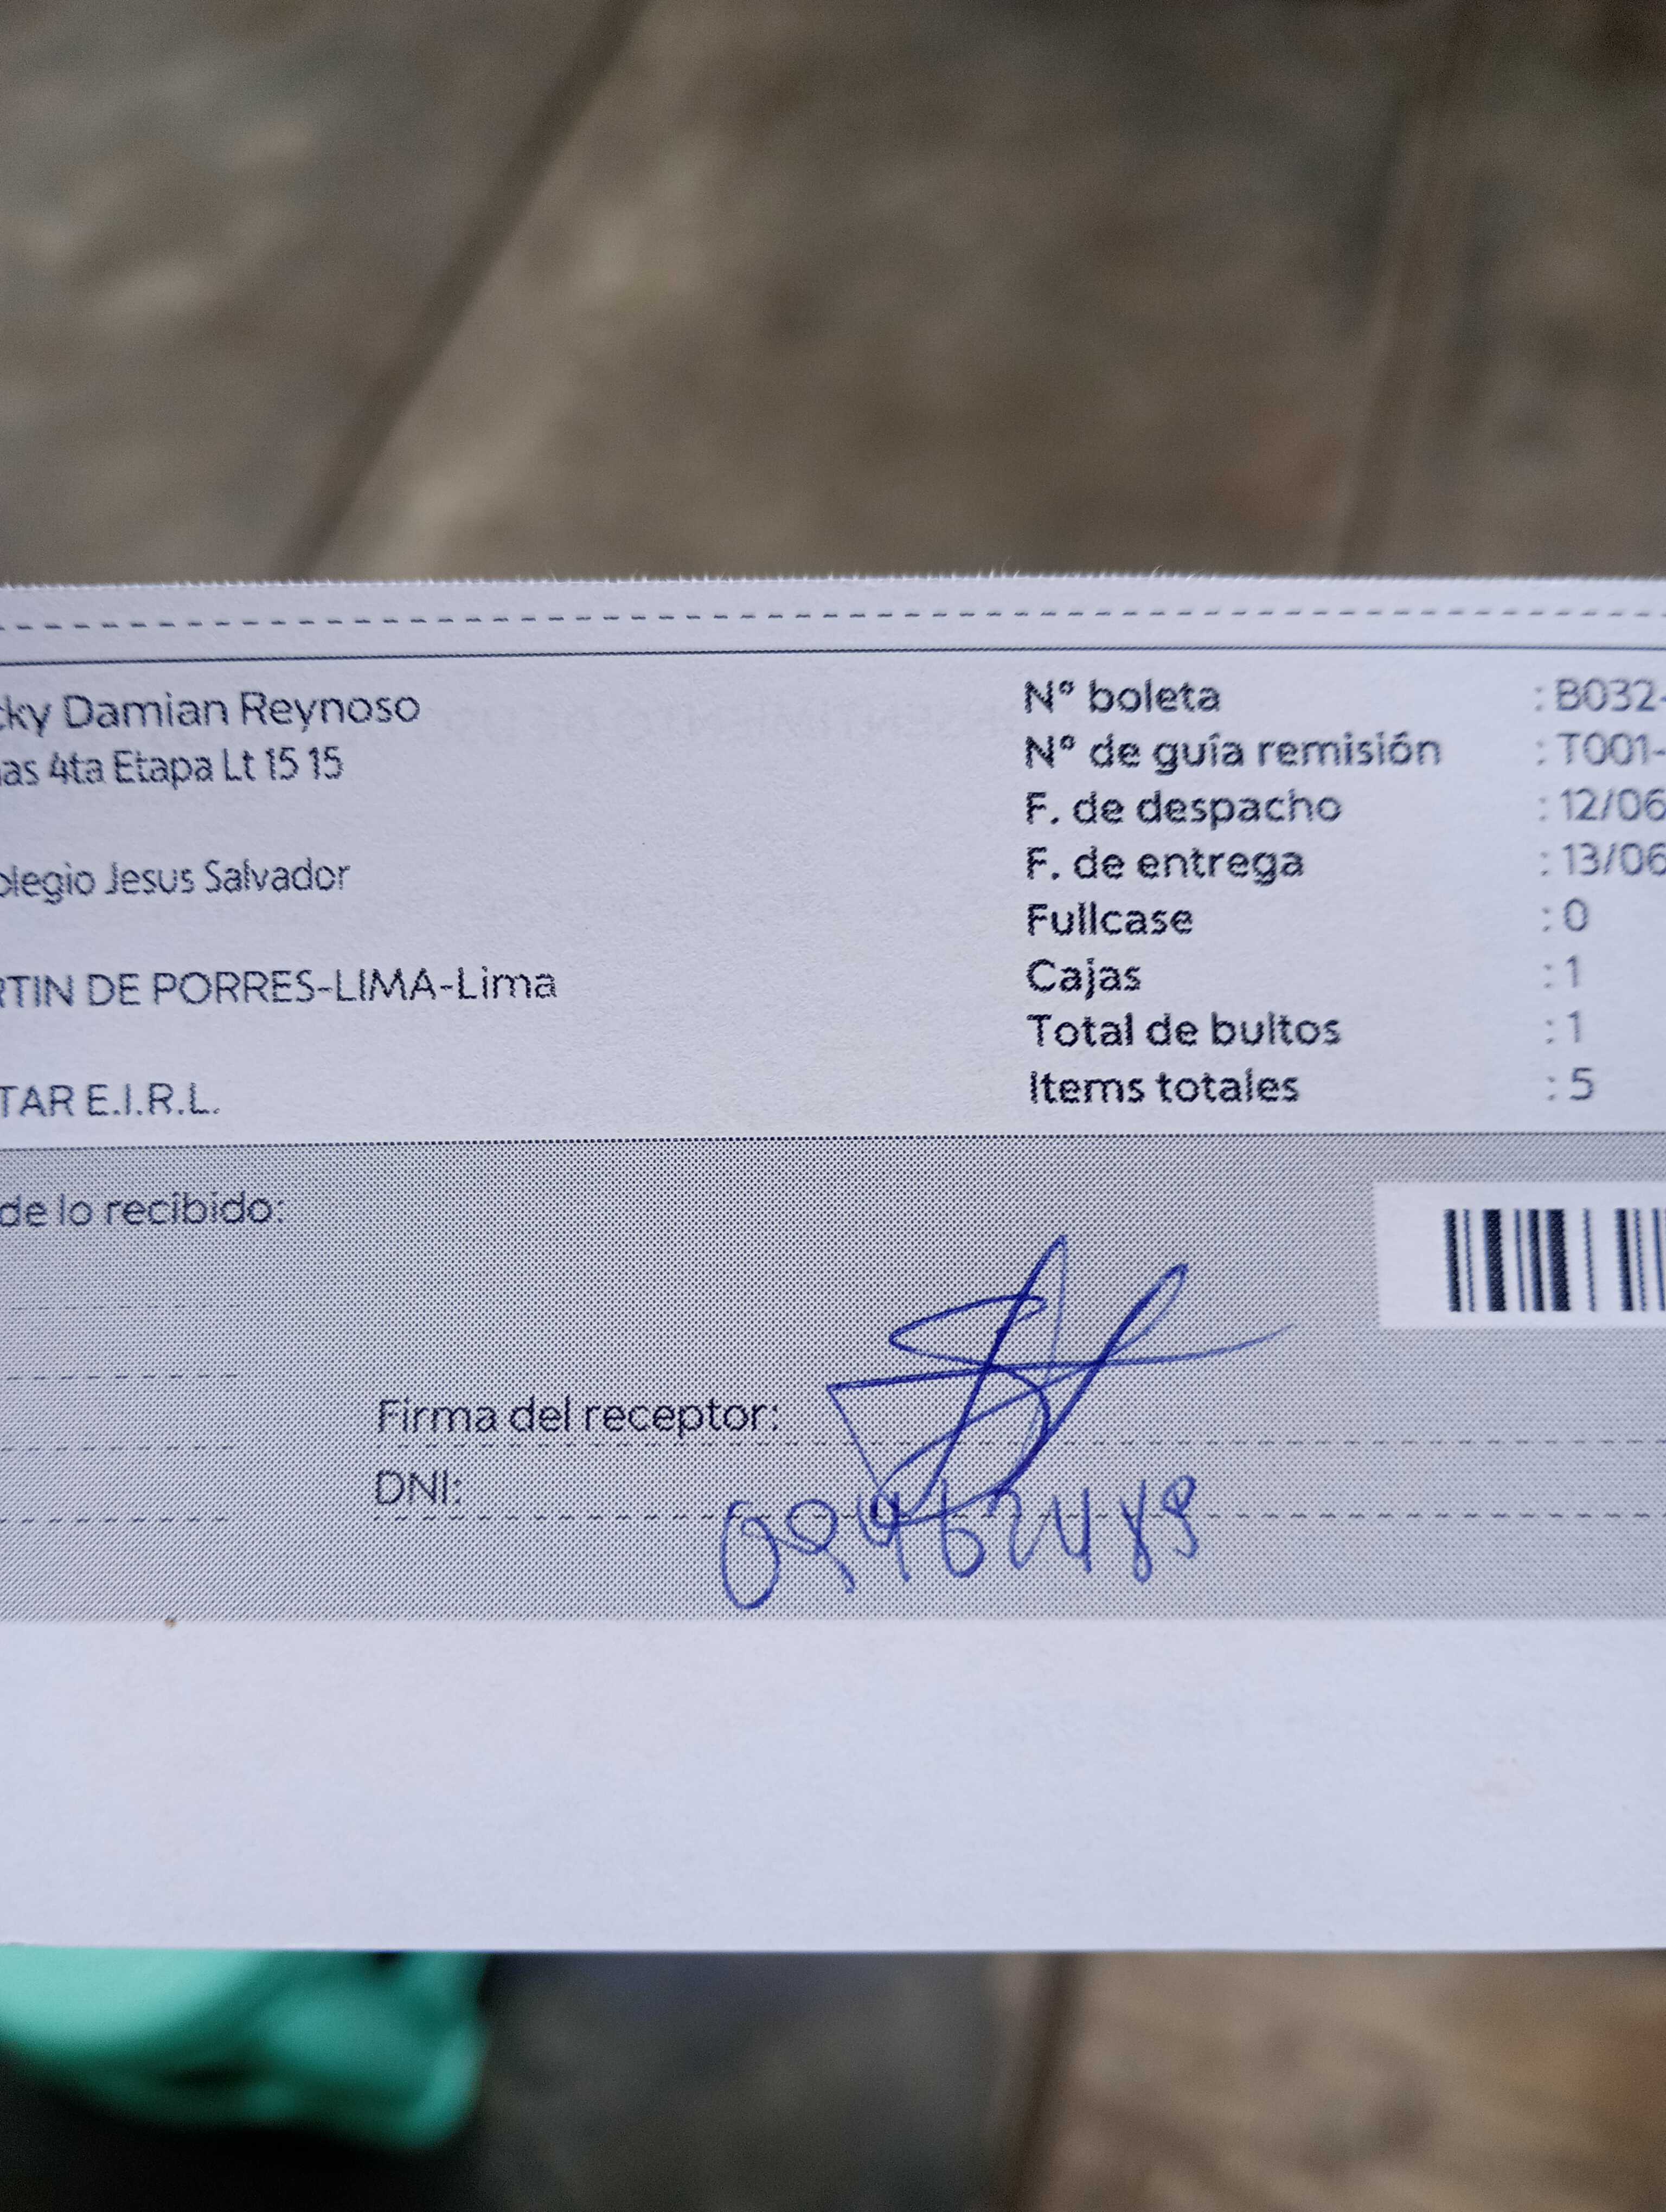 cky Damian Reynoso
as 4ta Etapa Lt 15 15
olegio Jesus Salvador
RTIN DE PORRES-LIMA-Lima
TAR E.I.R.L.
N° boleta : B032-
N° de guía remisión : T001-
F. de despacho : 12/06
F. de entrega : 13/06
Fullcase : 0
Cajas : 1
Total de bultos : 1
Items totales : 5
de lo recibido:
Firma del receptor:
DNI: 09462489